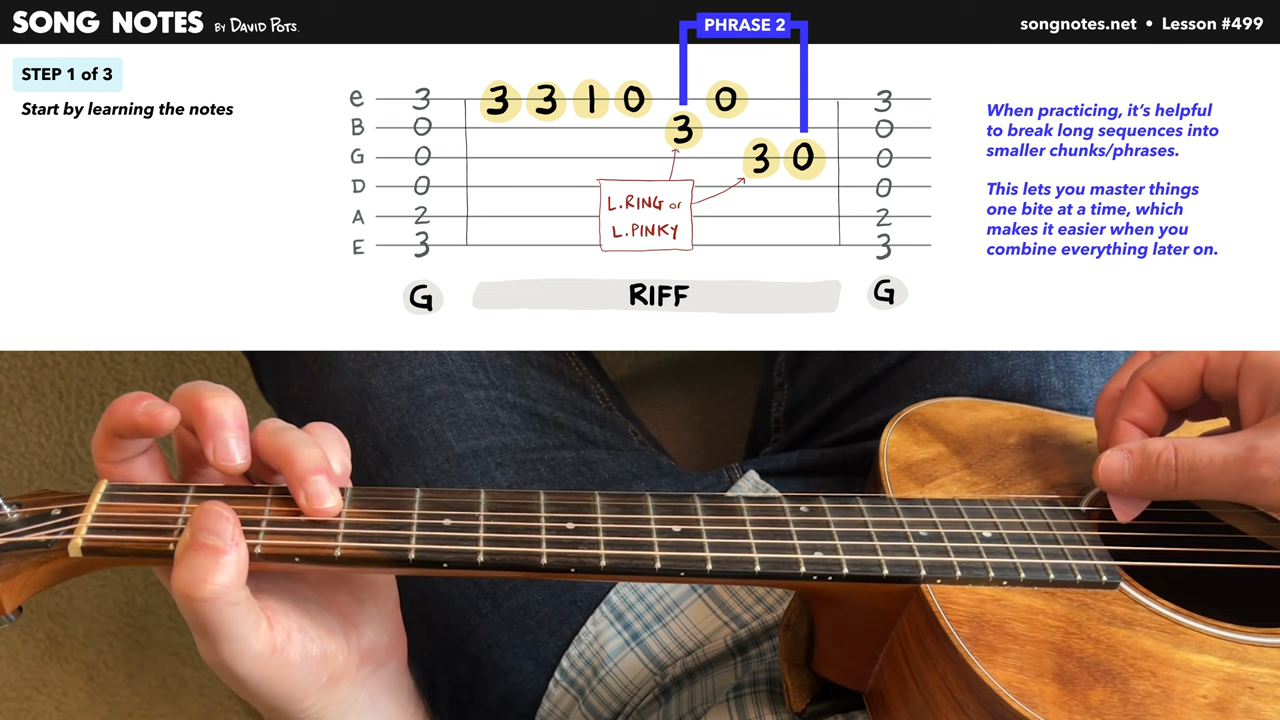 SONG NOTES BY DAVID POTS.
songnotes.net • Lesson #499
PHRASE 2
STEP 1 of 3
Start by learning the notes
e 3 3 3 1 0 0 3
B 0 3 0
G 0 3 0 0
D 0 0
A 2 2
E 3 3
L.RING or
L.PINKY
G RIFF G
When practicing, it's helpful
to break long sequences into
smaller chunks/phrases.
This lets you master things
one bite at a time, which
makes it easier when you
combine everything later on.